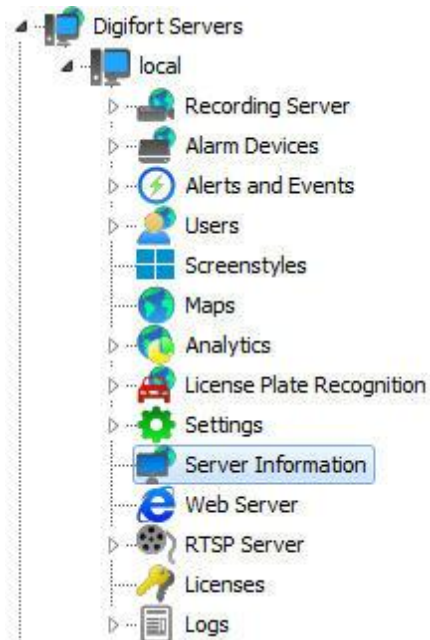 Digifort Servers
local
Recording Server
Alarm Devices
Alerts and Events
Users
Screenstyles
Maps
Analytics
License Plate Recognition
Settings
Server Information
Web Server
RTSP Server
Licenses
Logs